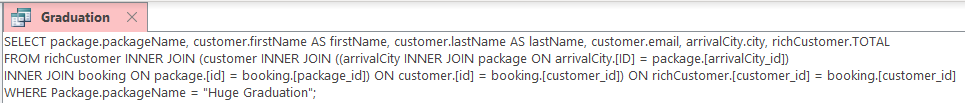 Graduation
SELECT package.packageName, customer.firstName AS firstName, customer.lastName AS lastName, customer.email, arrivalCity.city, richCustomer.TOTAL
FROM richCustomer INNER JOIN (customer INNER JOIN ((arrivalCity INNER JOIN package ON arrivalCity.[ID] = package.[arrivalCity_id])
INNER JOIN booking ON package.[id] = booking.[package_id]) ON customer.[id] = booking.[customer_id]) ON richCustomer.[customer_id] = booking.[customer_id]
WHERE Package.packageName = "Huge Graduation";